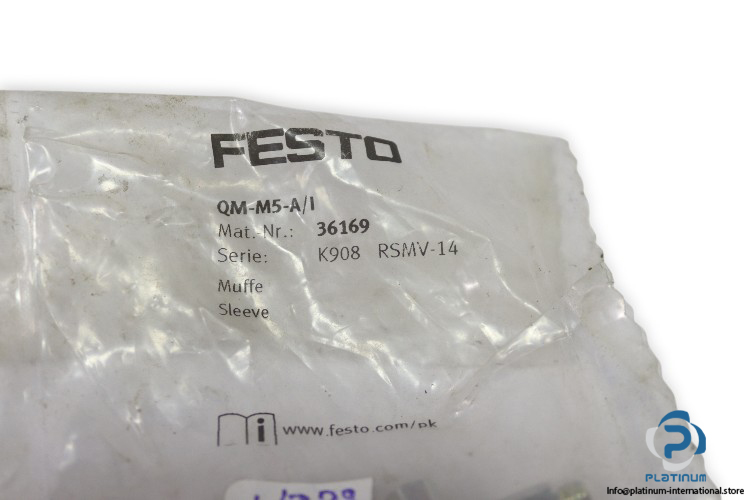 FESTO
QM-M5-A/I
Mat.-Nr.: 36169
Serie: K908 RSMV-14
Muffe
Sleeve
i www.festo.com/pk
PLATINUM
Info@platinum-international.store